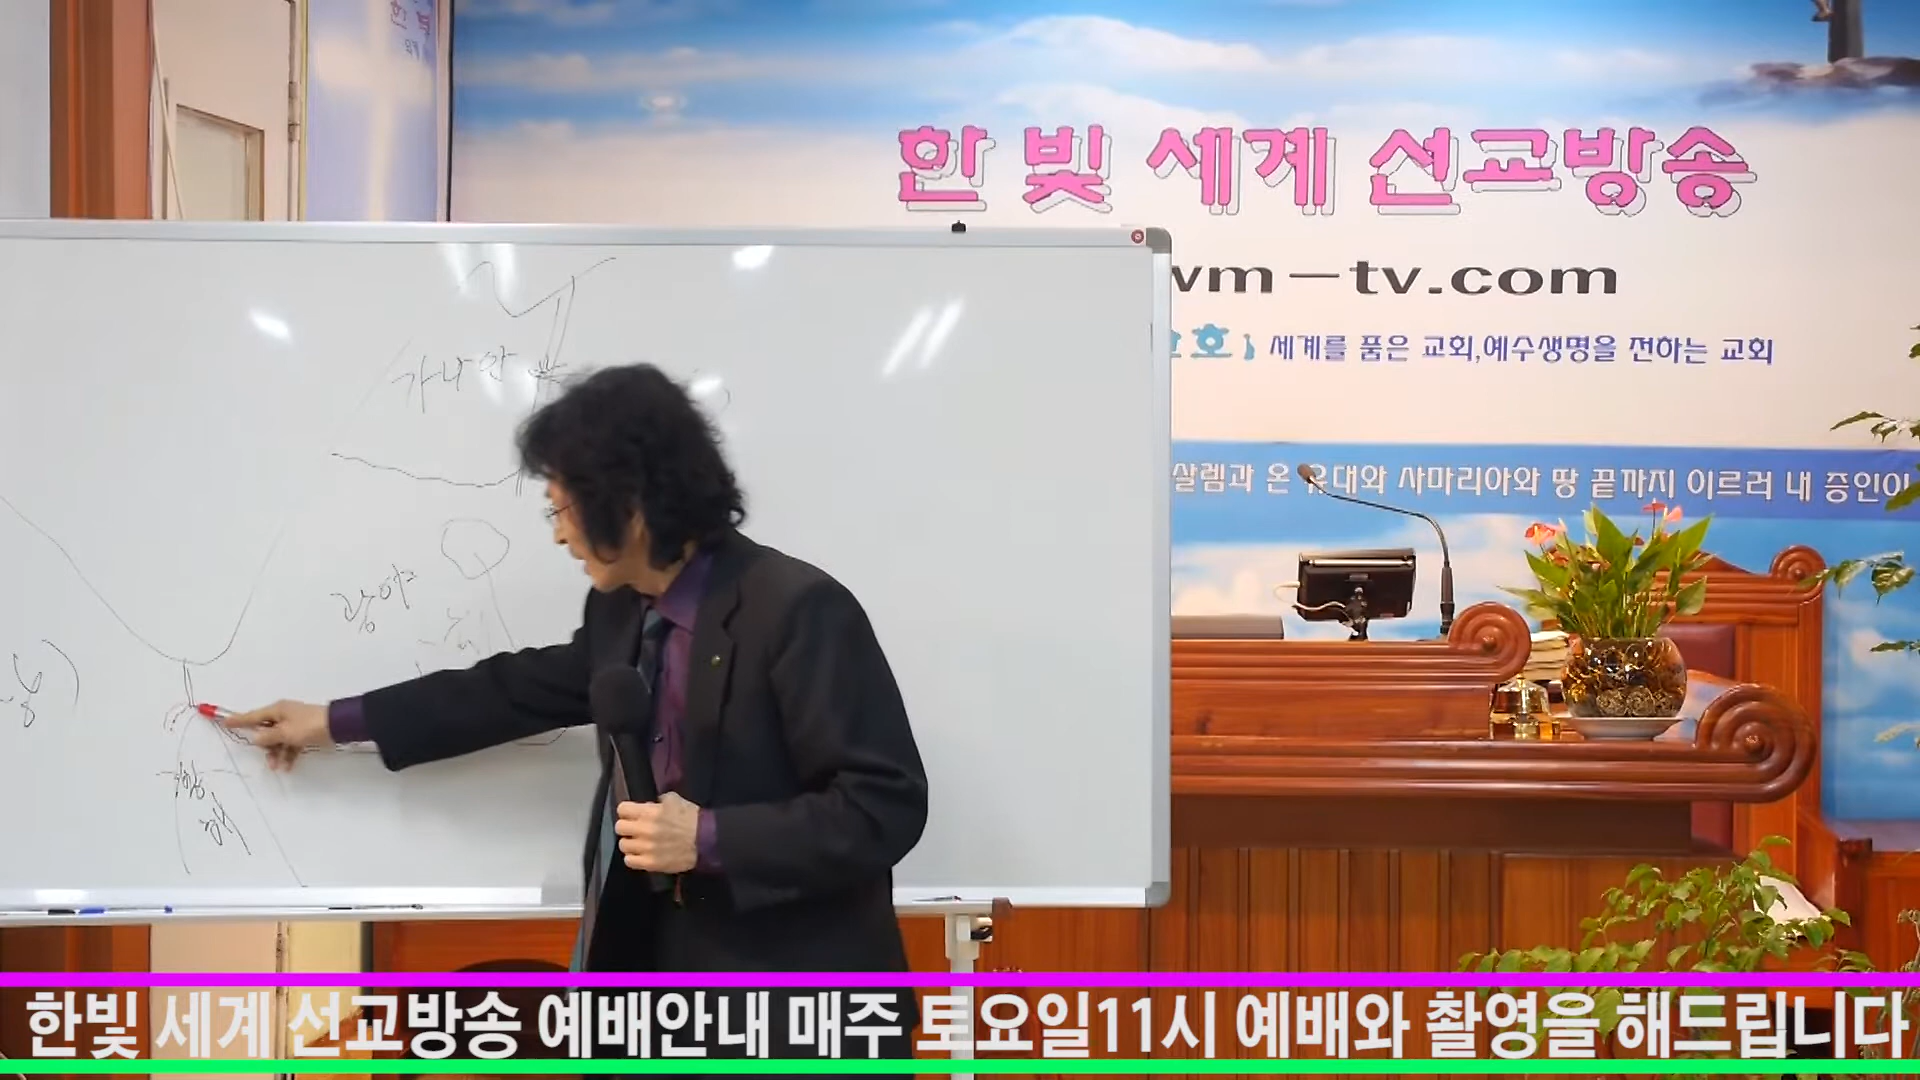 한 빛 세계 선교방송
wm-tv.com
호; 세계를 품은 교회,예수생명을 전하는 교회
살렘과 온 유대와 사마리아와 땅 끝까지 이르러 내 증인이
가나안
광야
홍해
한빛 세계 선교방송 예배안내 매주 토요일11시 예배와 촬영을 해드립니다